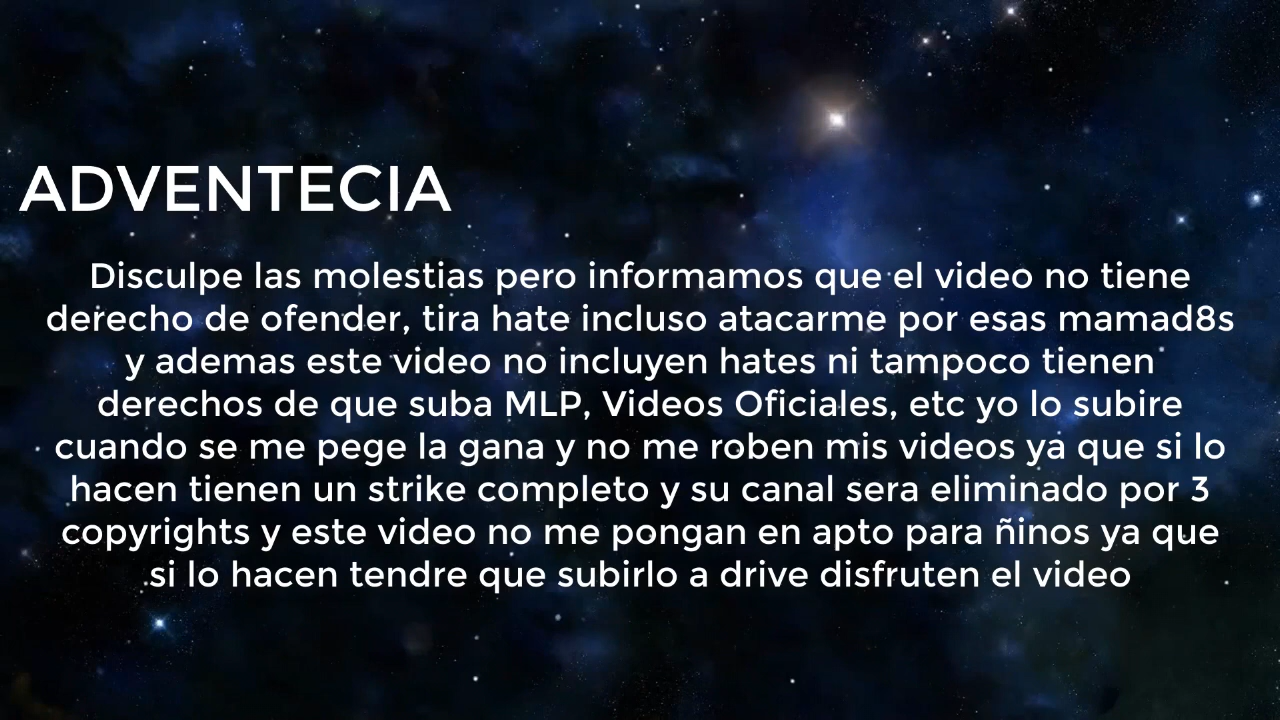 ADVENTECIA
Disculpe las molestias pero informamos que el video no tiene
derecho de ofender, tira hate incluso atacarme por esas mamad8s
y ademas este video no incluyen hates ni tampoco tienen
derechos de que suba MLP, Videos Oficiales, etc yo lo subire
cuando se me pege la gana y no me roben mis videos ya que si lo
hacen tienen un strike completo y su canal sera eliminado por 3
copyrights y este video no me pongan en apto para ñinos ya que
si lo hacen tendre que subirlo a drive disfruten el video